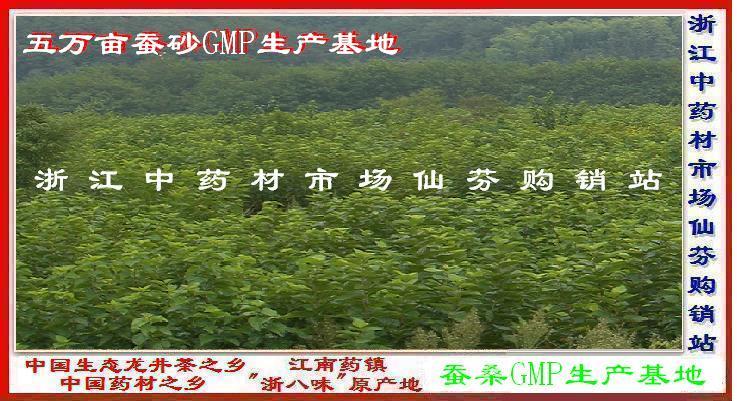 五万亩蚕砂GMP生产基地
浙江中药材市场仙芬购销站
浙江中药材市场仙芬购销站
中国生态龙井茶之乡 江南药镇
中国药材之乡 "浙八味"原产地
蚕桑GMP生产基地